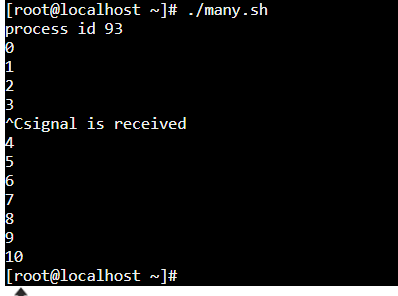 [root@localhost ~]# ./many.sh
process id 93
0
1
2
3
^Csignal is received
4
5
6
7
8
9
10
[root@localhost ~]#